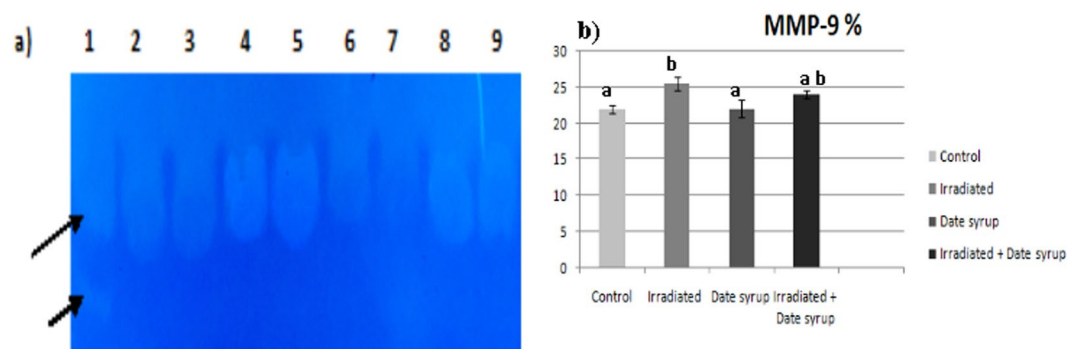 a) 1 2 3 4 5 6 7 8 9
b) MMP-9 %
30
25
20
15
10
5
0
a
b
a
a b
Control Irradiated Date syrup Irradiated +
Date syrup
Control
Irradiated
Date syrup
Irradiated + Date syrup